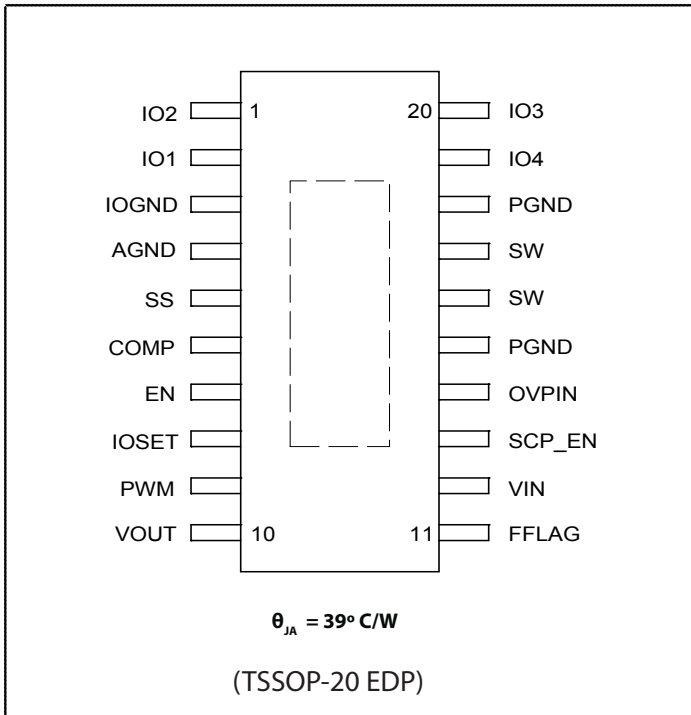 IO2 1 20 IO3
IO1 IO4
IOGND PGND
AGND SW
SS SW
COMP PGND
EN OVPIN
IOSET SCP_EN
PWM VIN
VOUT 10 11 FFLAG
θJA = 39º C/W
(TSSOP-20 EDP)